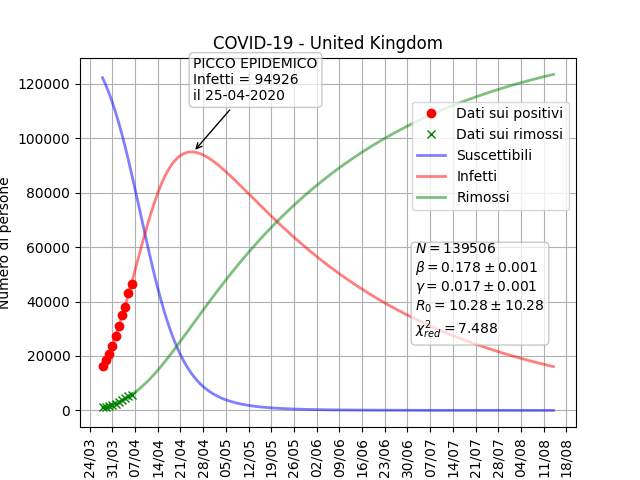 COVID-19 - United Kingdom
PICCO EPIDEMICO
Infetti = 94926
il 25-04-2020
Numero di persone
120000
100000
80000
60000
40000
20000
0
Dati sui positivi
Dati sui rimossi
Suscettibili
Infetti
Rimossi
N = 139506
β = 0.178 ± 0.001
γ = 0.017 ± 0.001
R₀ = 10.28 ± 10.28
χ²red = 7.488
24/03
31/03
07/04
14/04
21/04
28/04
05/05
12/05
19/05
26/05
02/06
09/06
16/06
23/06
30/06
07/07
14/07
21/07
28/07
04/08
11/08
18/08